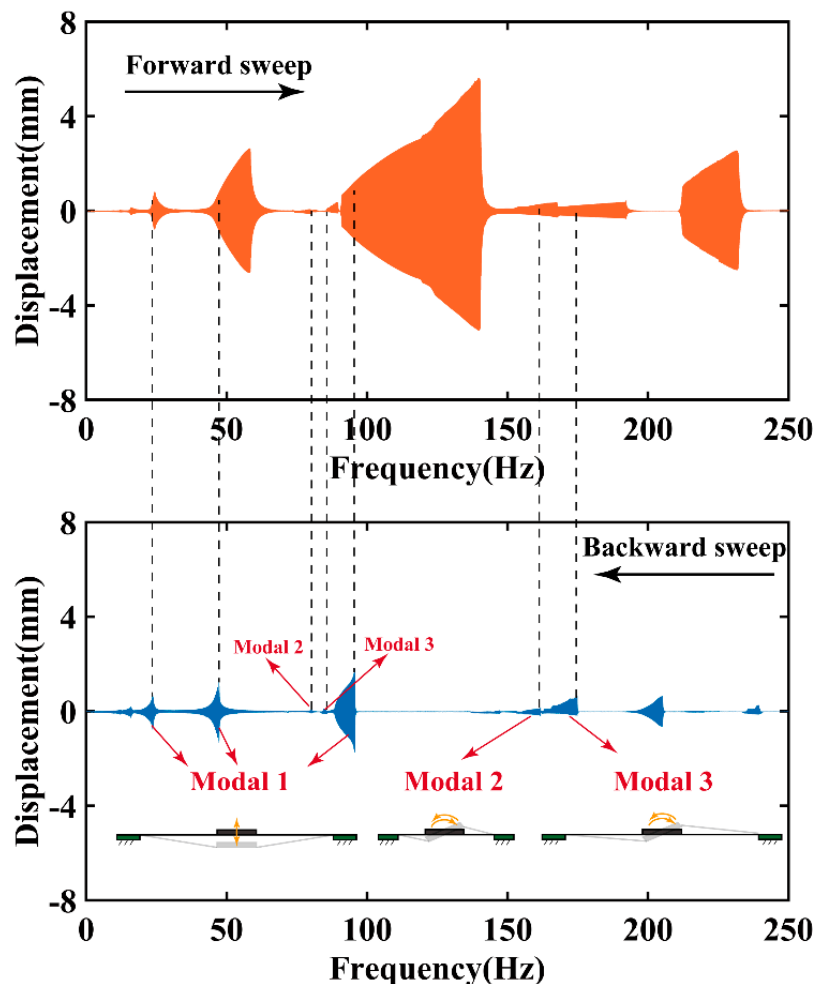 8
4
0
-4
-8
Displacement(mm)
Forward sweep
0
50
100
150
200
250
Frequency(Hz)
8
4
0
-4
-8
Displacement(mm)
Backward sweep
Modal 2
Modal 3
Modal 1
Modal 2
Modal 3
0
50
100
150
200
250
Frequency(Hz)